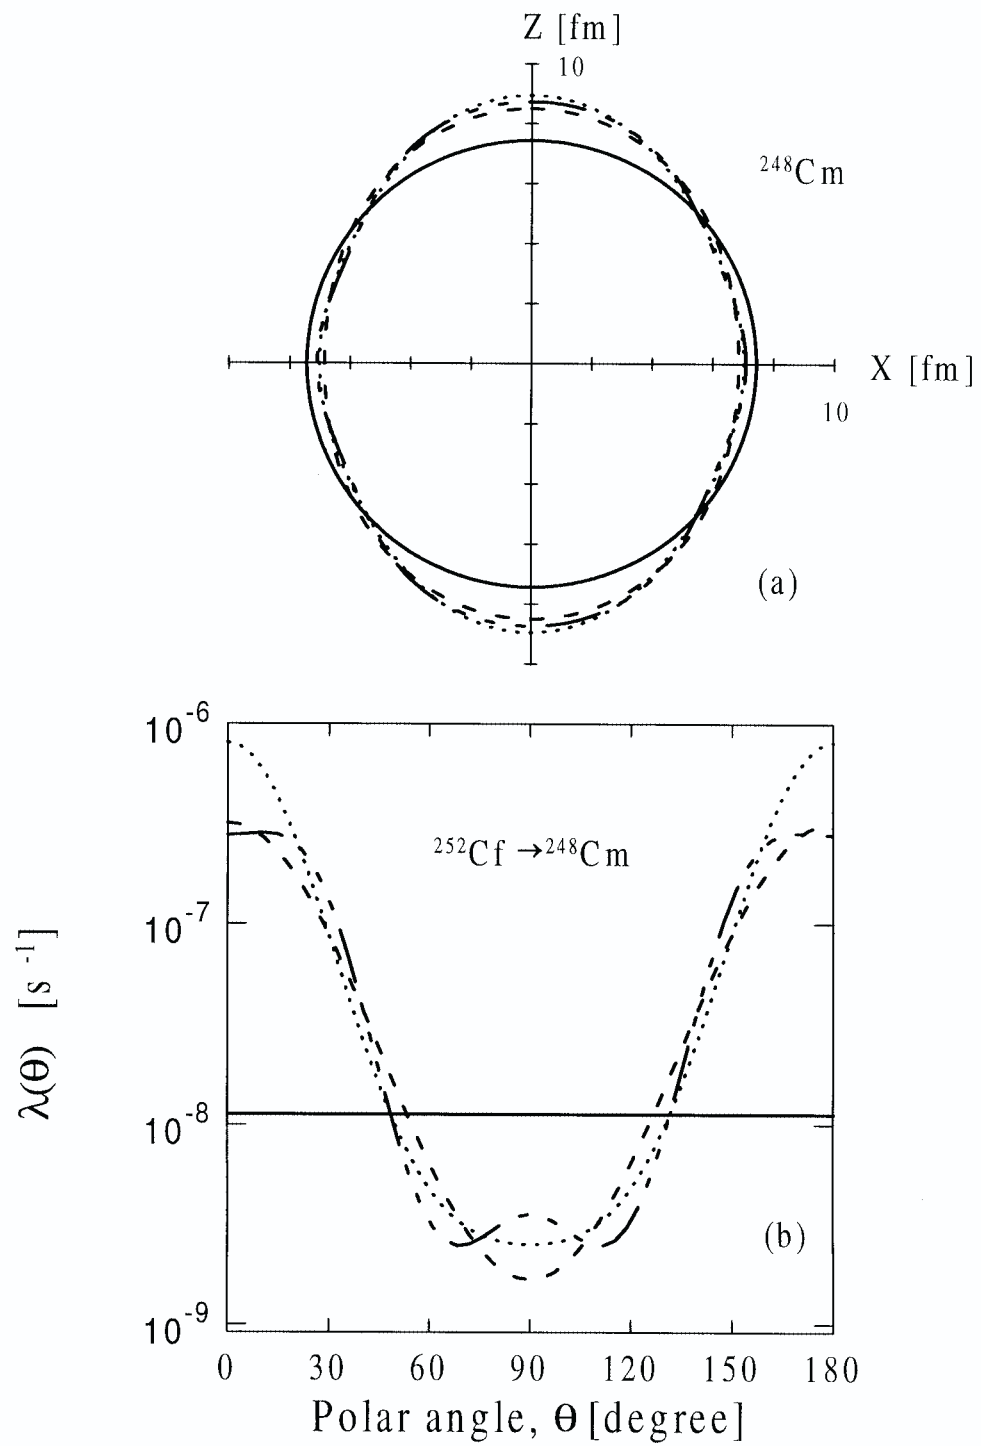 Z [fm]
10
²⁴⁸Cm
X [fm]
10
(a)
10⁻⁶
²⁵²Cf →²⁴⁸Cm
10⁻⁷
λ(θ) [s⁻¹]
10⁻⁸
(b)
10⁻⁹
0 30 60 90 120 150 180
Polar angle, θ [degree]